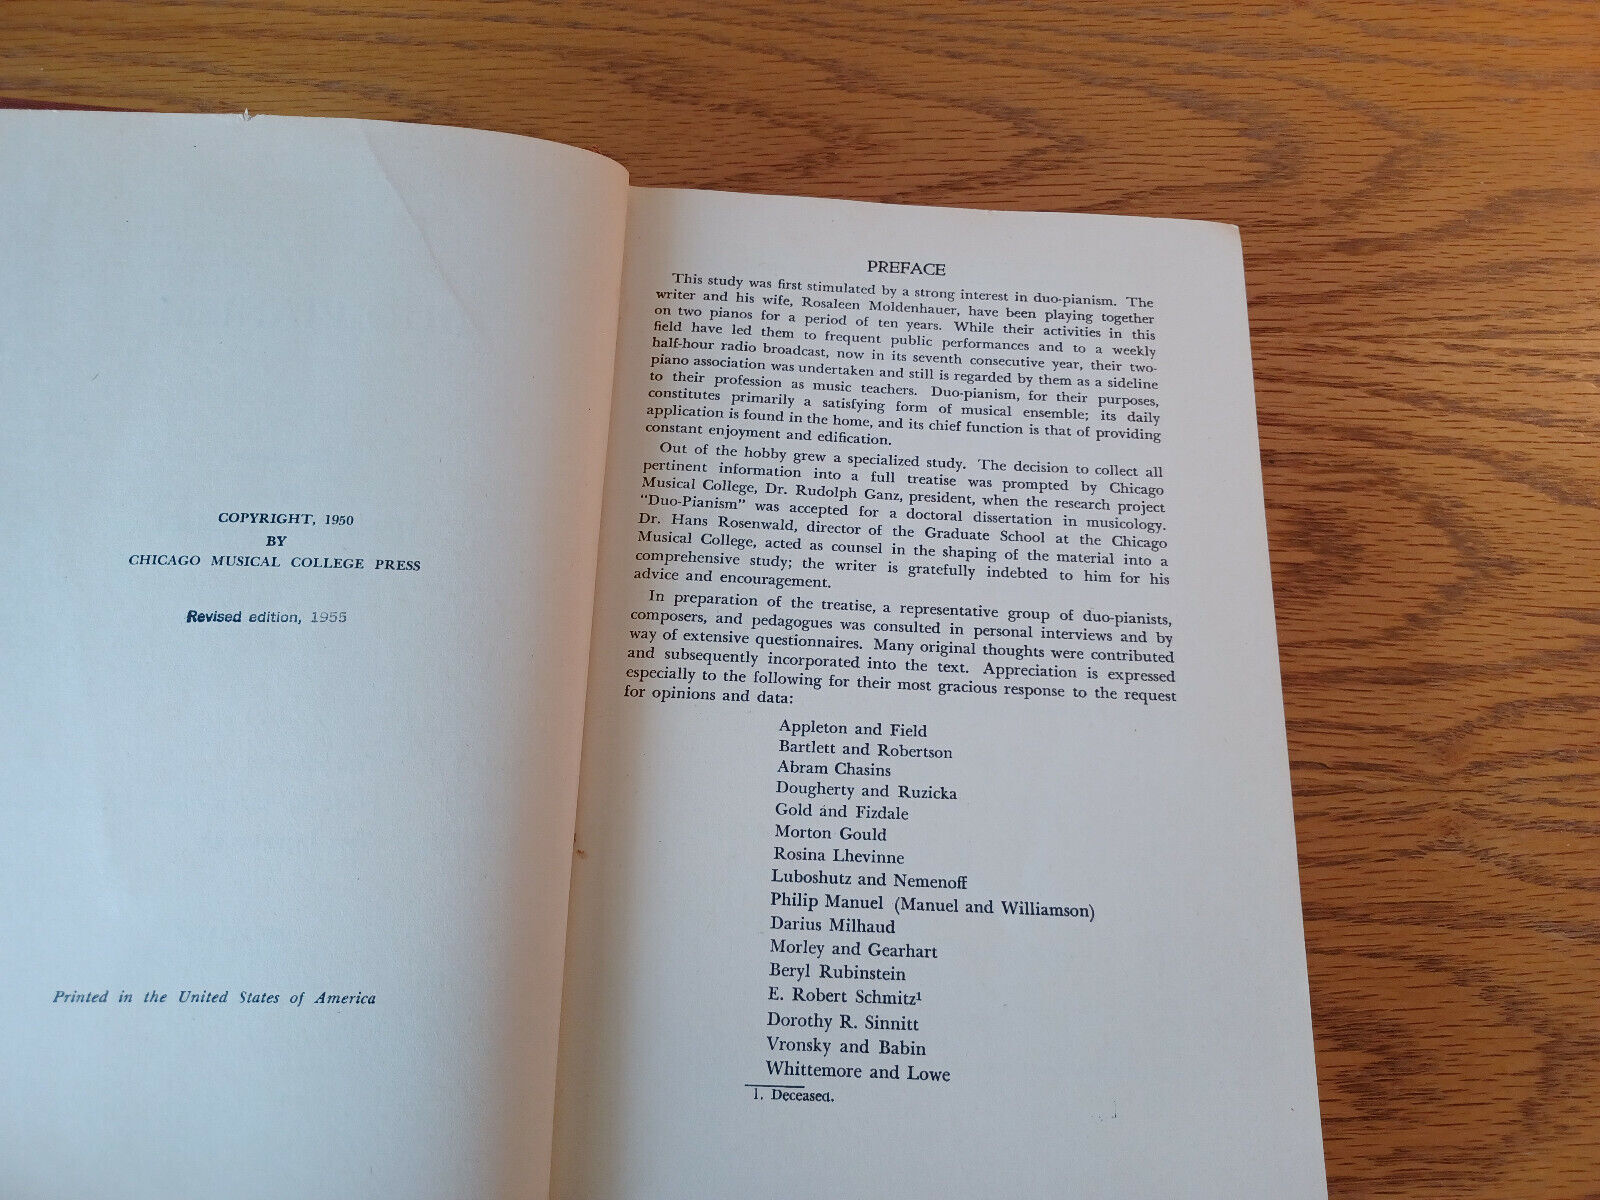 COPYRIGHT, 1950
BY
CHICAGO MUSICAL COLLEGE PRESS
Revised edition, 1955
Printed in the United States of America
PREFACE
This study was first stimulated by a strong interest in duo-pianism. The
writer and his wife, Rosaleen Moldenhauer, have been playing together
on two pianos for a period of ten years. While their activities in this
field have led them to frequent public performances and to a weekly
half-hour radio broadcast, now in its seventh consecutive year, their two-
piano association was undertaken and still is regarded by them as a sideline
to their profession as music teachers. Duo-pianism, for their purposes,
constitutes primarily a satisfying form of musical ensemble; its daily
application is found in the home, and its chief function is that of providing
constant enjoyment and edification.
Out of the hobby grew a specialized study. The decision to collect all
pertinent information into a full treatise was prompted by Chicago
Musical College, Dr. Rudolph Ganz, president, when the research project
"Duo-Pianism" was accepted for a doctoral dissertation in musicology.
Dr. Hans Rosenwald, director of the Graduate School at the Chicago
Musical College, acted as counsel in the shaping of the material into a
comprehensive study; the writer is gratefully indebted to him for his
advice and encouragement.
In preparation of the treatise, a representative group of duo-pianists,
composers, and pedagogues was consulted in personal interviews and by
way of extensive questionnaires. Many original thoughts were contributed
and subsequently incorporated into the text. Appreciation is expressed
especially to the following for their most gracious response to the request
for opinions and data:
Appleton and Field
Bartlett and Robertson
Abram Chasins
Dougherty and Ruzicka
Gold and Fizdale
Morton Gould
Rosina Lhevinne
Luboshutz and Nemenoff
Philip Manuel (Manuel and Williamson)
Darius Milhaud
Morley and Gearhart
Beryl Rubinstein
E. Robert Schmitz¹
Dorothy R. Sinnitt
Vronsky and Babin
Whittemore and Lowe
1. Deceased.